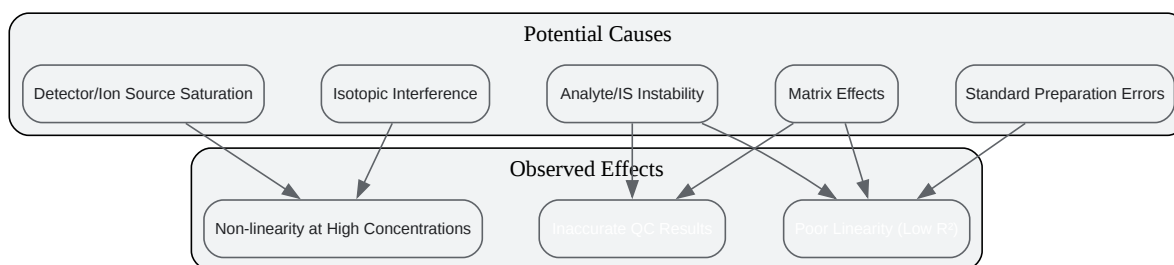 Potential Causes
Detector/Ion Source Saturation
Isotopic Interference
Analyte/IS Instability
Matrix Effects
Standard Preparation Errors
Observed Effects
Non-linearity at High Concentrations
Inaccurate QC Results
Poor Linearity (Low R²)